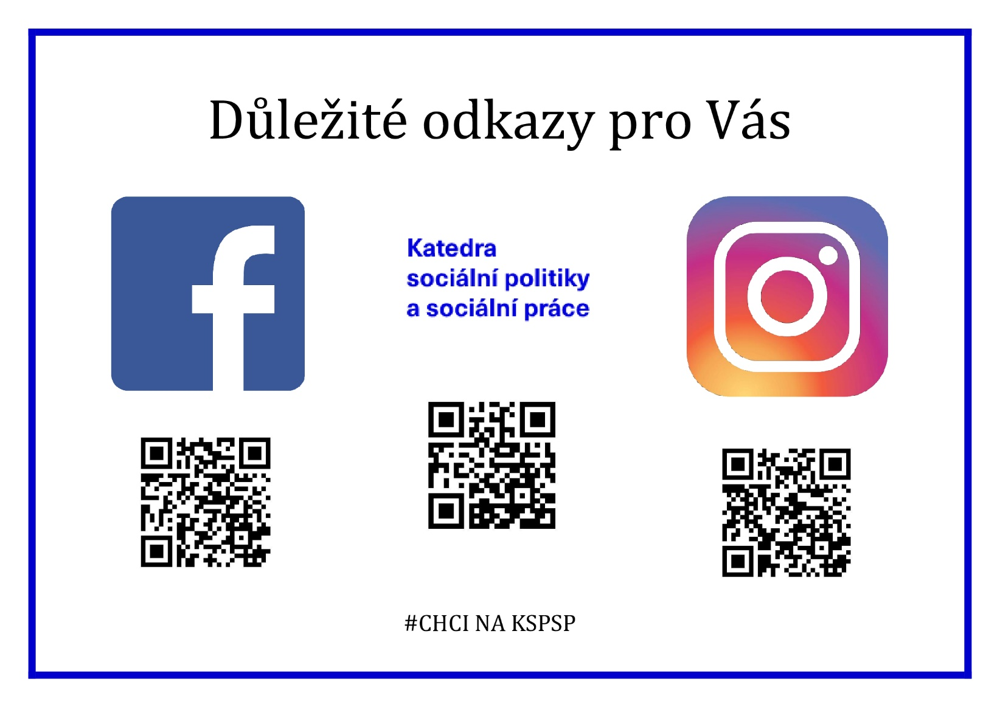 Důležité odkazy pro Vás
Katedra
sociální politiky
a sociální práce
#CHCI NA KSPSP